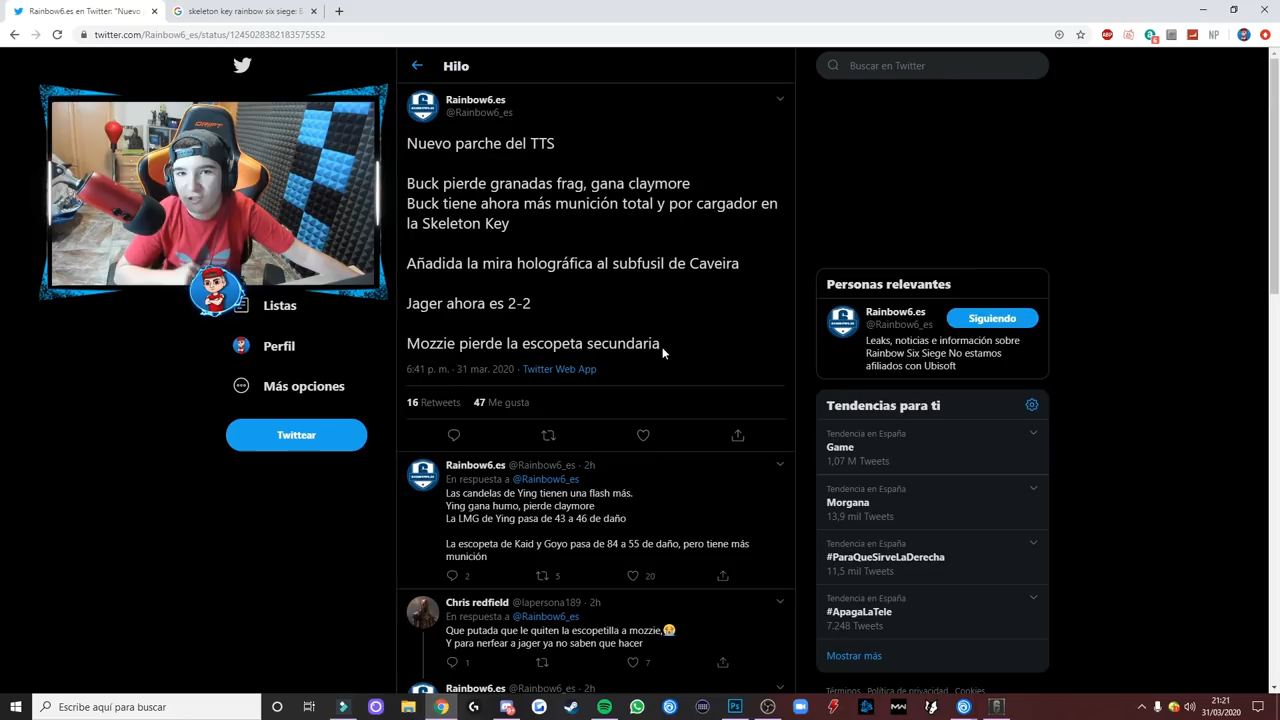 Rainbow6.es en Twitter: "Nuevo
skeleton key rainbow six siege: B
twitter.com/Rainbow6_es/status/1245028382183575552
ABP
NP
Hilo
Buscar en Twitter
Rainbow6.es
@Rainbow6_es
Nuevo parche del TTS
Buck pierde granadas frag, gana claymore
Buck tiene ahora más munición total y por cargador en
la Skeleton Key
Añadida la mira holográfica al subfusil de Caveira
Jager ahora es 2-2
Mozzie pierde la escopeta secundaria
6:41 p. m. · 31 mar. 2020 · Twitter Web App
16 Retweets 47 Me gusta
DRIFT
Listas
Perfil
Más opciones
Twittear
Rainbow6.es @Rainbow6_es · 2h
En respuesta a @Rainbow6_es
Las candelas de Ying tienen una flash más.
Ying gana humo, pierde claymore
La LMG de Ying pasa de 43 a 46 de daño
La escopeta de Kaid y Goyo pasa de 84 a 55 de daño, pero tiene más
munición
2 5 20
Chris redfield @lapersona189 · 2h
En respuesta a @Rainbow6_es
Que putada que le quiten la escopetilla a mozzie,😭
Y para nerfear a jager ya no saben que hacer
1 7
Rainbow6.es @Rainbow6_es · 2h
Personas relevantes
Rainbow6.es
@Rainbow6_es
Siguiendo
Leaks, noticias e información sobre
Rainbow Six Siege No estamos
afiliados con Ubisoft
Tendencias para ti
Tendencia en España
Game
1,07 M Tweets
Tendencia en España
Morgana
13,9 mil Tweets
Tendencia en España
#ParaQueSirveLaDerecha
11,5 mil Tweets
Tendencia en España
#ApagaLaTele
7.248 Tweets
Mostrar más
Términos Política de privacidad Cookies
Escribe aquí para buscar
21:21
31/03/2020